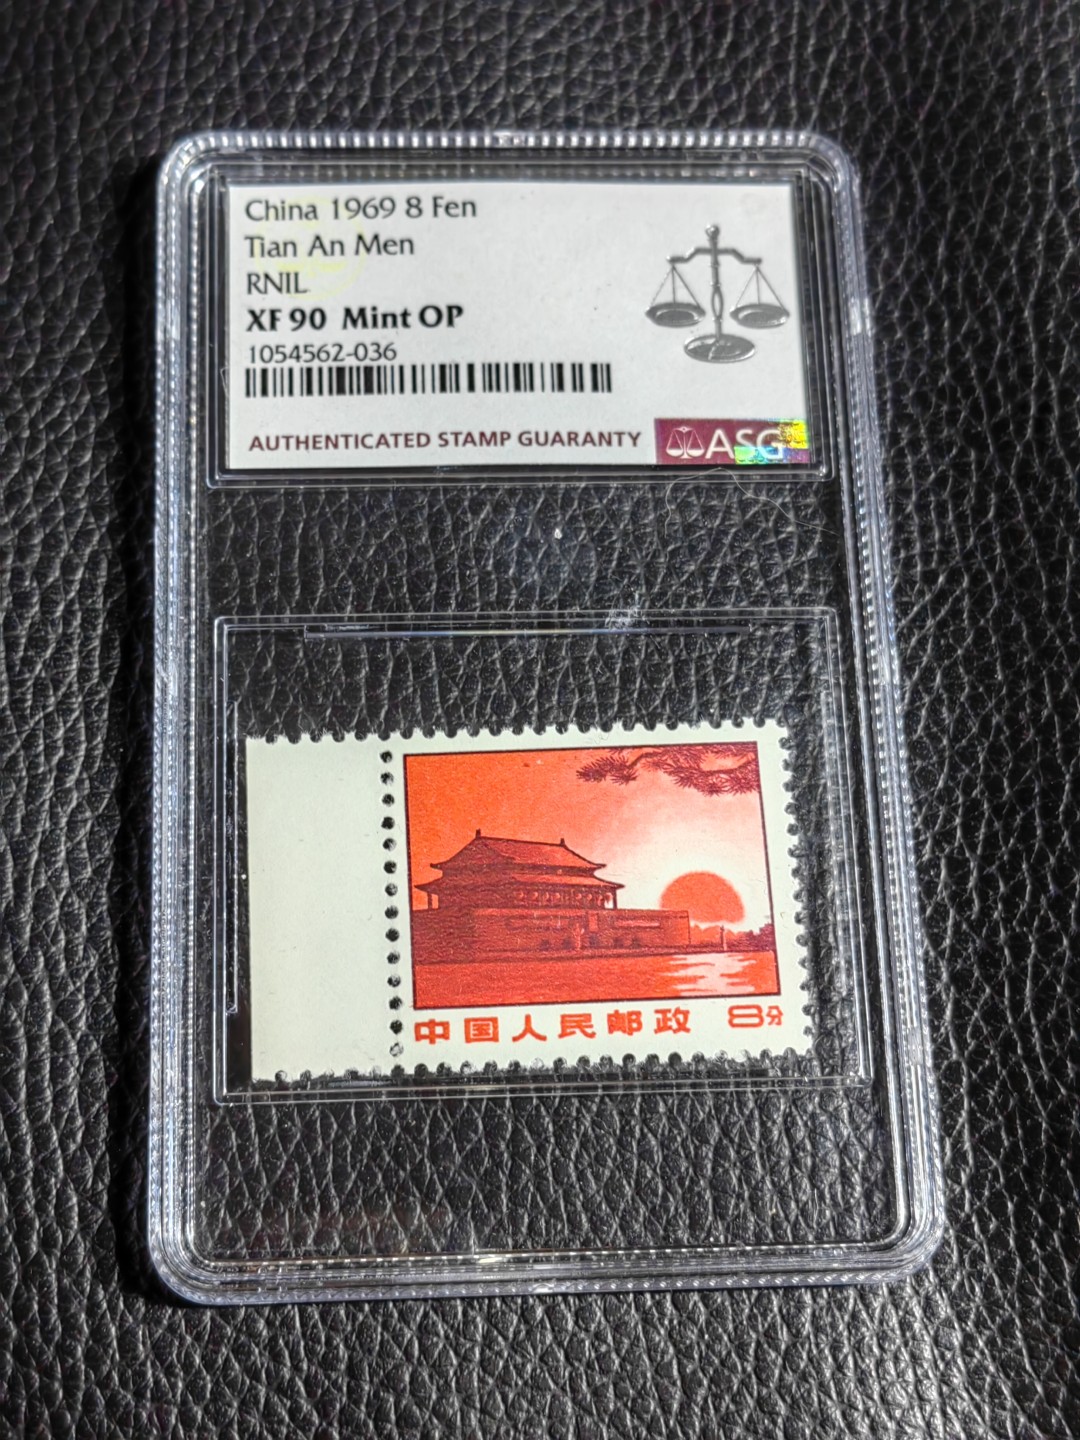 China 1969 8 Fen
Tian An Men
RNIL
XF 90 Mint OP
1054562-036
AUTHENTICATED STAMP GUARANTY ASG
中国人民邮政 8分